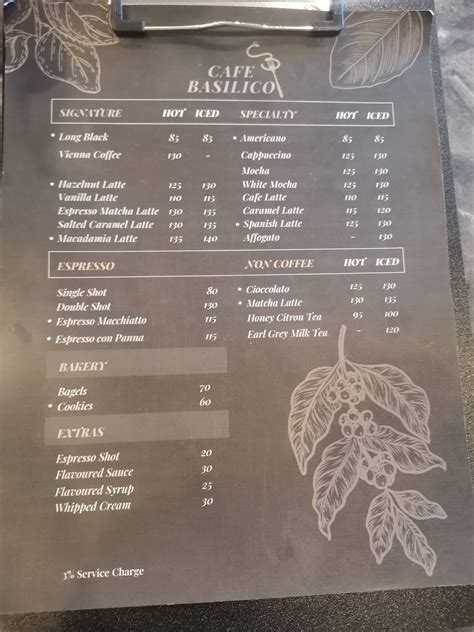 CAFE
BASILICO
SIGNATURE HOT ICED
* Long Black 85 85
Vienna Coffee 130 -
* Hazelnut Latte 125 130
Vanilla Latte 110 115
Espresso Matcha Latte 130 135
Salted Caramel Latte 130 135
* Macadamia Latte 135 140
SPECIALTY HOT ICED
* Americano 85 85
Cappuccino 125 130
Mocha 125 130
White Mocha 125 130
Cafe Latte 110 115
Caramel Latte 115 120
* Spanish Latte 125 130
Affogato - 130
ESPRESSO
Single Shot 80
Double Shot 130
* Espresso Macchiatto 115
* Espresso con Panna 115
NON COFFEE HOT ICED
* Cioccolato 125 130
* Matcha Latte 130 135
Honey Citron Tea 95 100
Earl Grey Milk Tea - 120
BAKERY
Bagels 70
* Cookies 60
EXTRAS
Espresso Shot 20
Flavoured Sauce 30
Flavoured Syrup 25
Whipped Cream 30
3% Service Charge